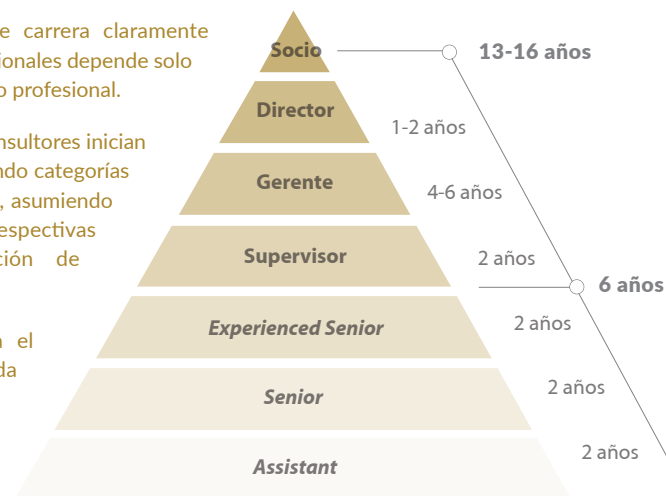 e carrera claramente
ionales depende solo
o profesional.
nsultores inician
ndo categorías
, asumiendo
espectivas
ción de
el
da
Socio
13-16 años
Director
1-2 años
Gerente
4-6 años
Supervisor
2 años
6 años
Experienced Senior
2 años
Senior
2 años
Assistant
2 años